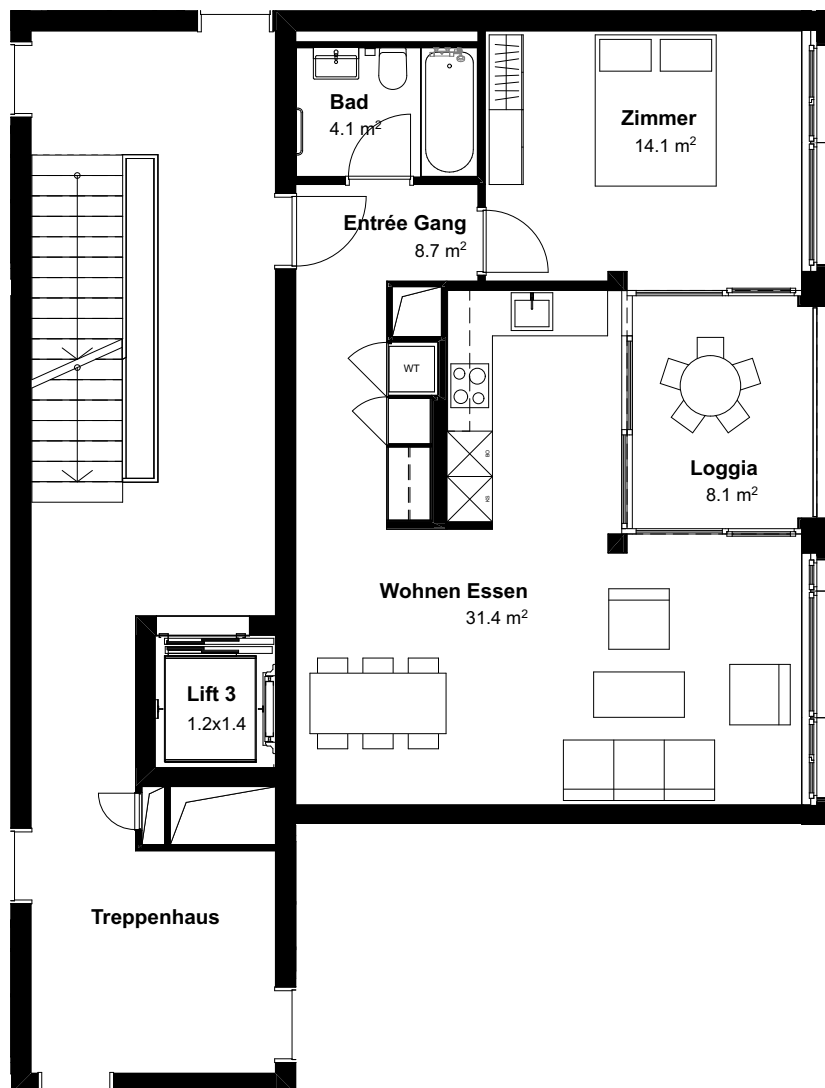 Bad
4.1 m²
Zimmer
14.1 m²
Entrée Gang
8.7 m²
WT
Loggia
8.1 m²
Wohnen Essen
31.4 m²
Lift 3
1.2x1.4
Treppenhaus